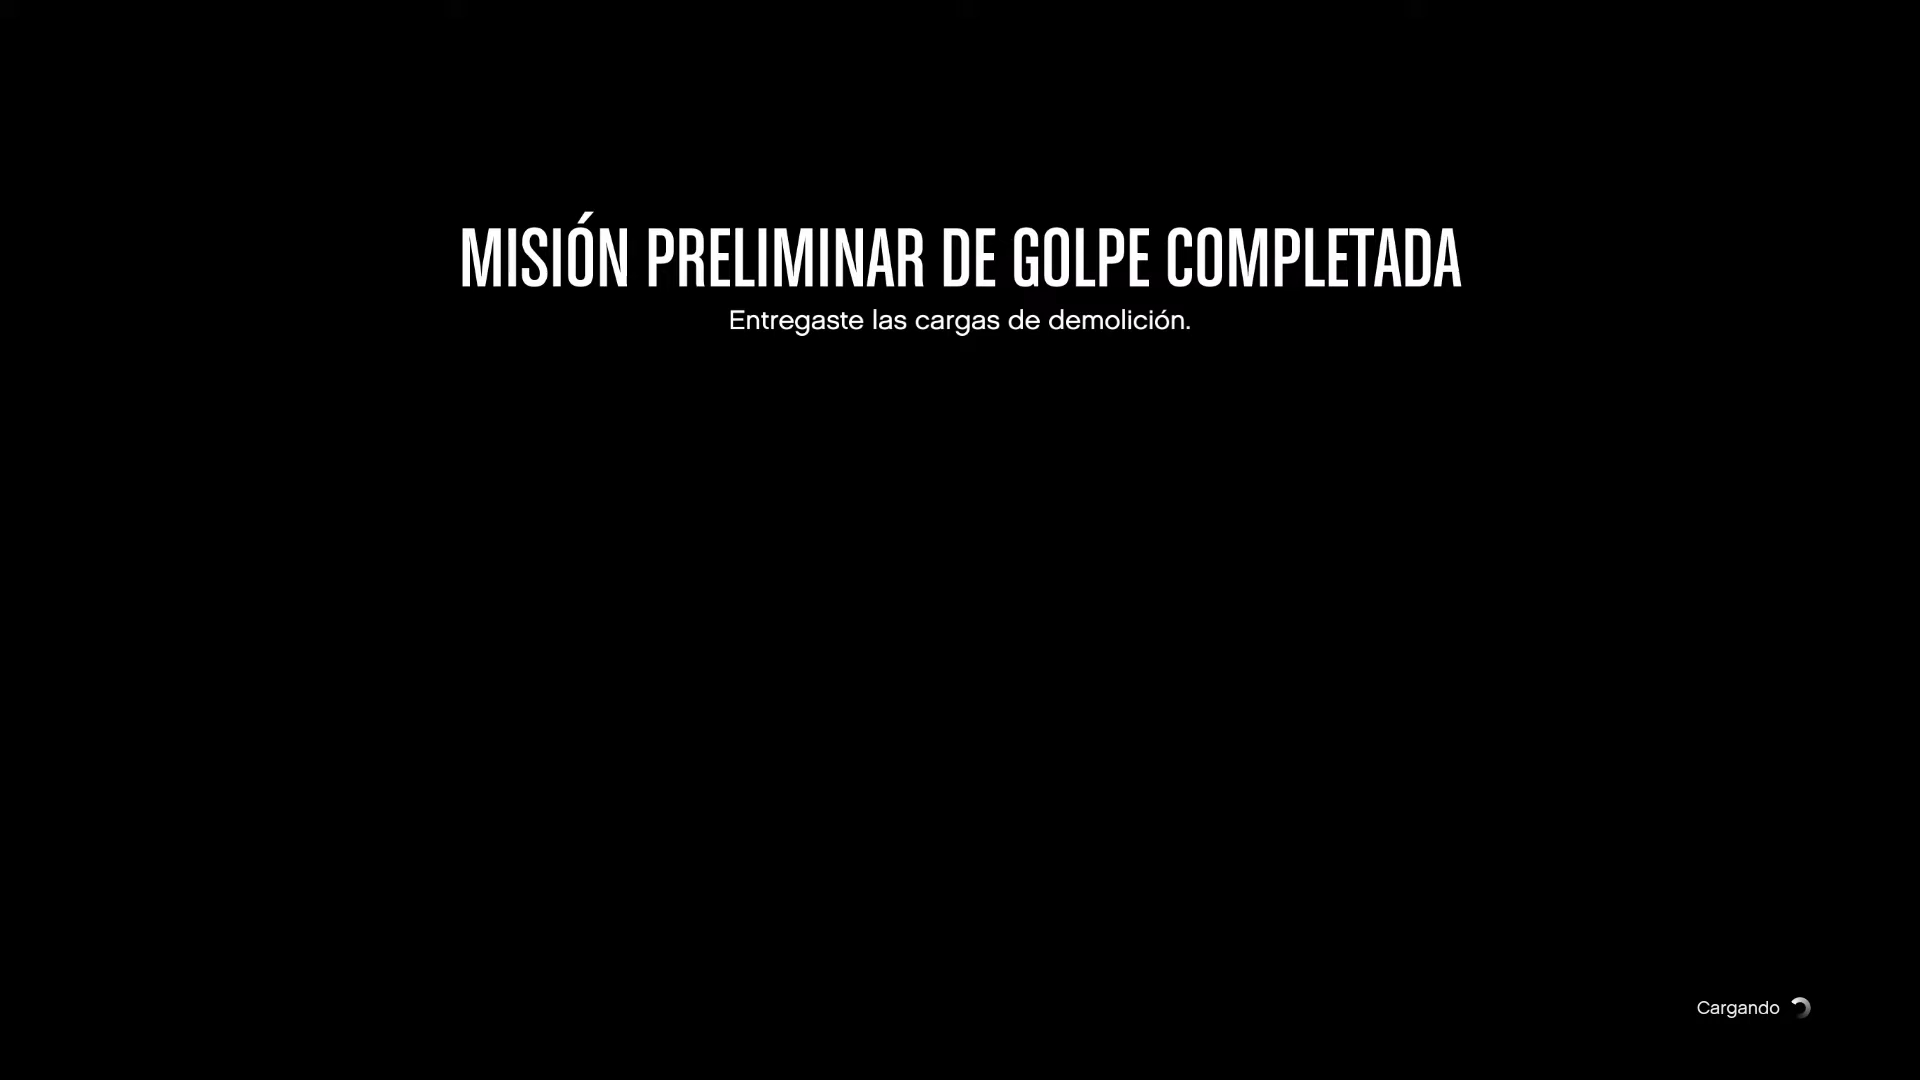 MISIÓN PRELIMINAR DE GOLPE COMPLETADA
Entregaste las cargas de demolición.
Cargando